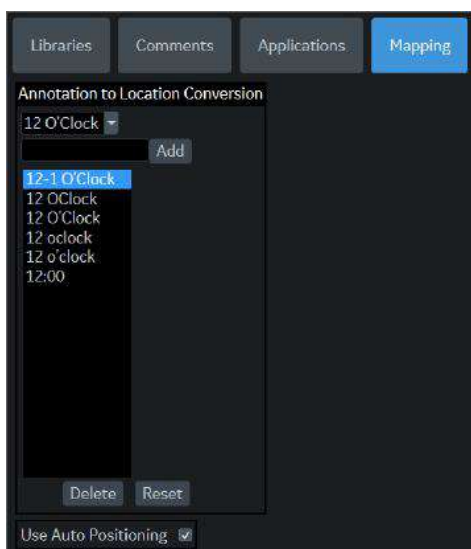 Libraries Comments Applications Mapping
Annotation to Location Conversion
12 O'Clock
Add
12-1 O'Clock
12 OClock
12 O'Clock
12 oclock
12 o'clock
12:00
Delete Reset
Use Auto Positioning